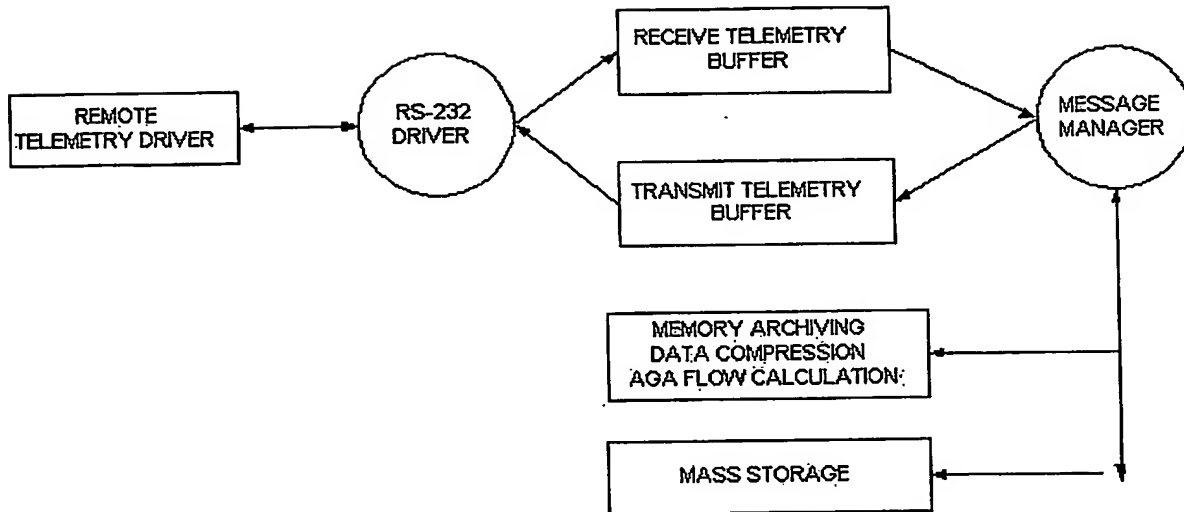 REMOTE
TELEMETRY DRIVER
RS-232
DRIVER
RECEIVE TELEMETRY
BUFFER
TRANSMIT TELEMETRY
BUFFER
MESSAGE
MANAGER
MEMORY ARCHIVING
DATA COMPRESSION
AGA FLOW CALCULATION
MASS STORAGE